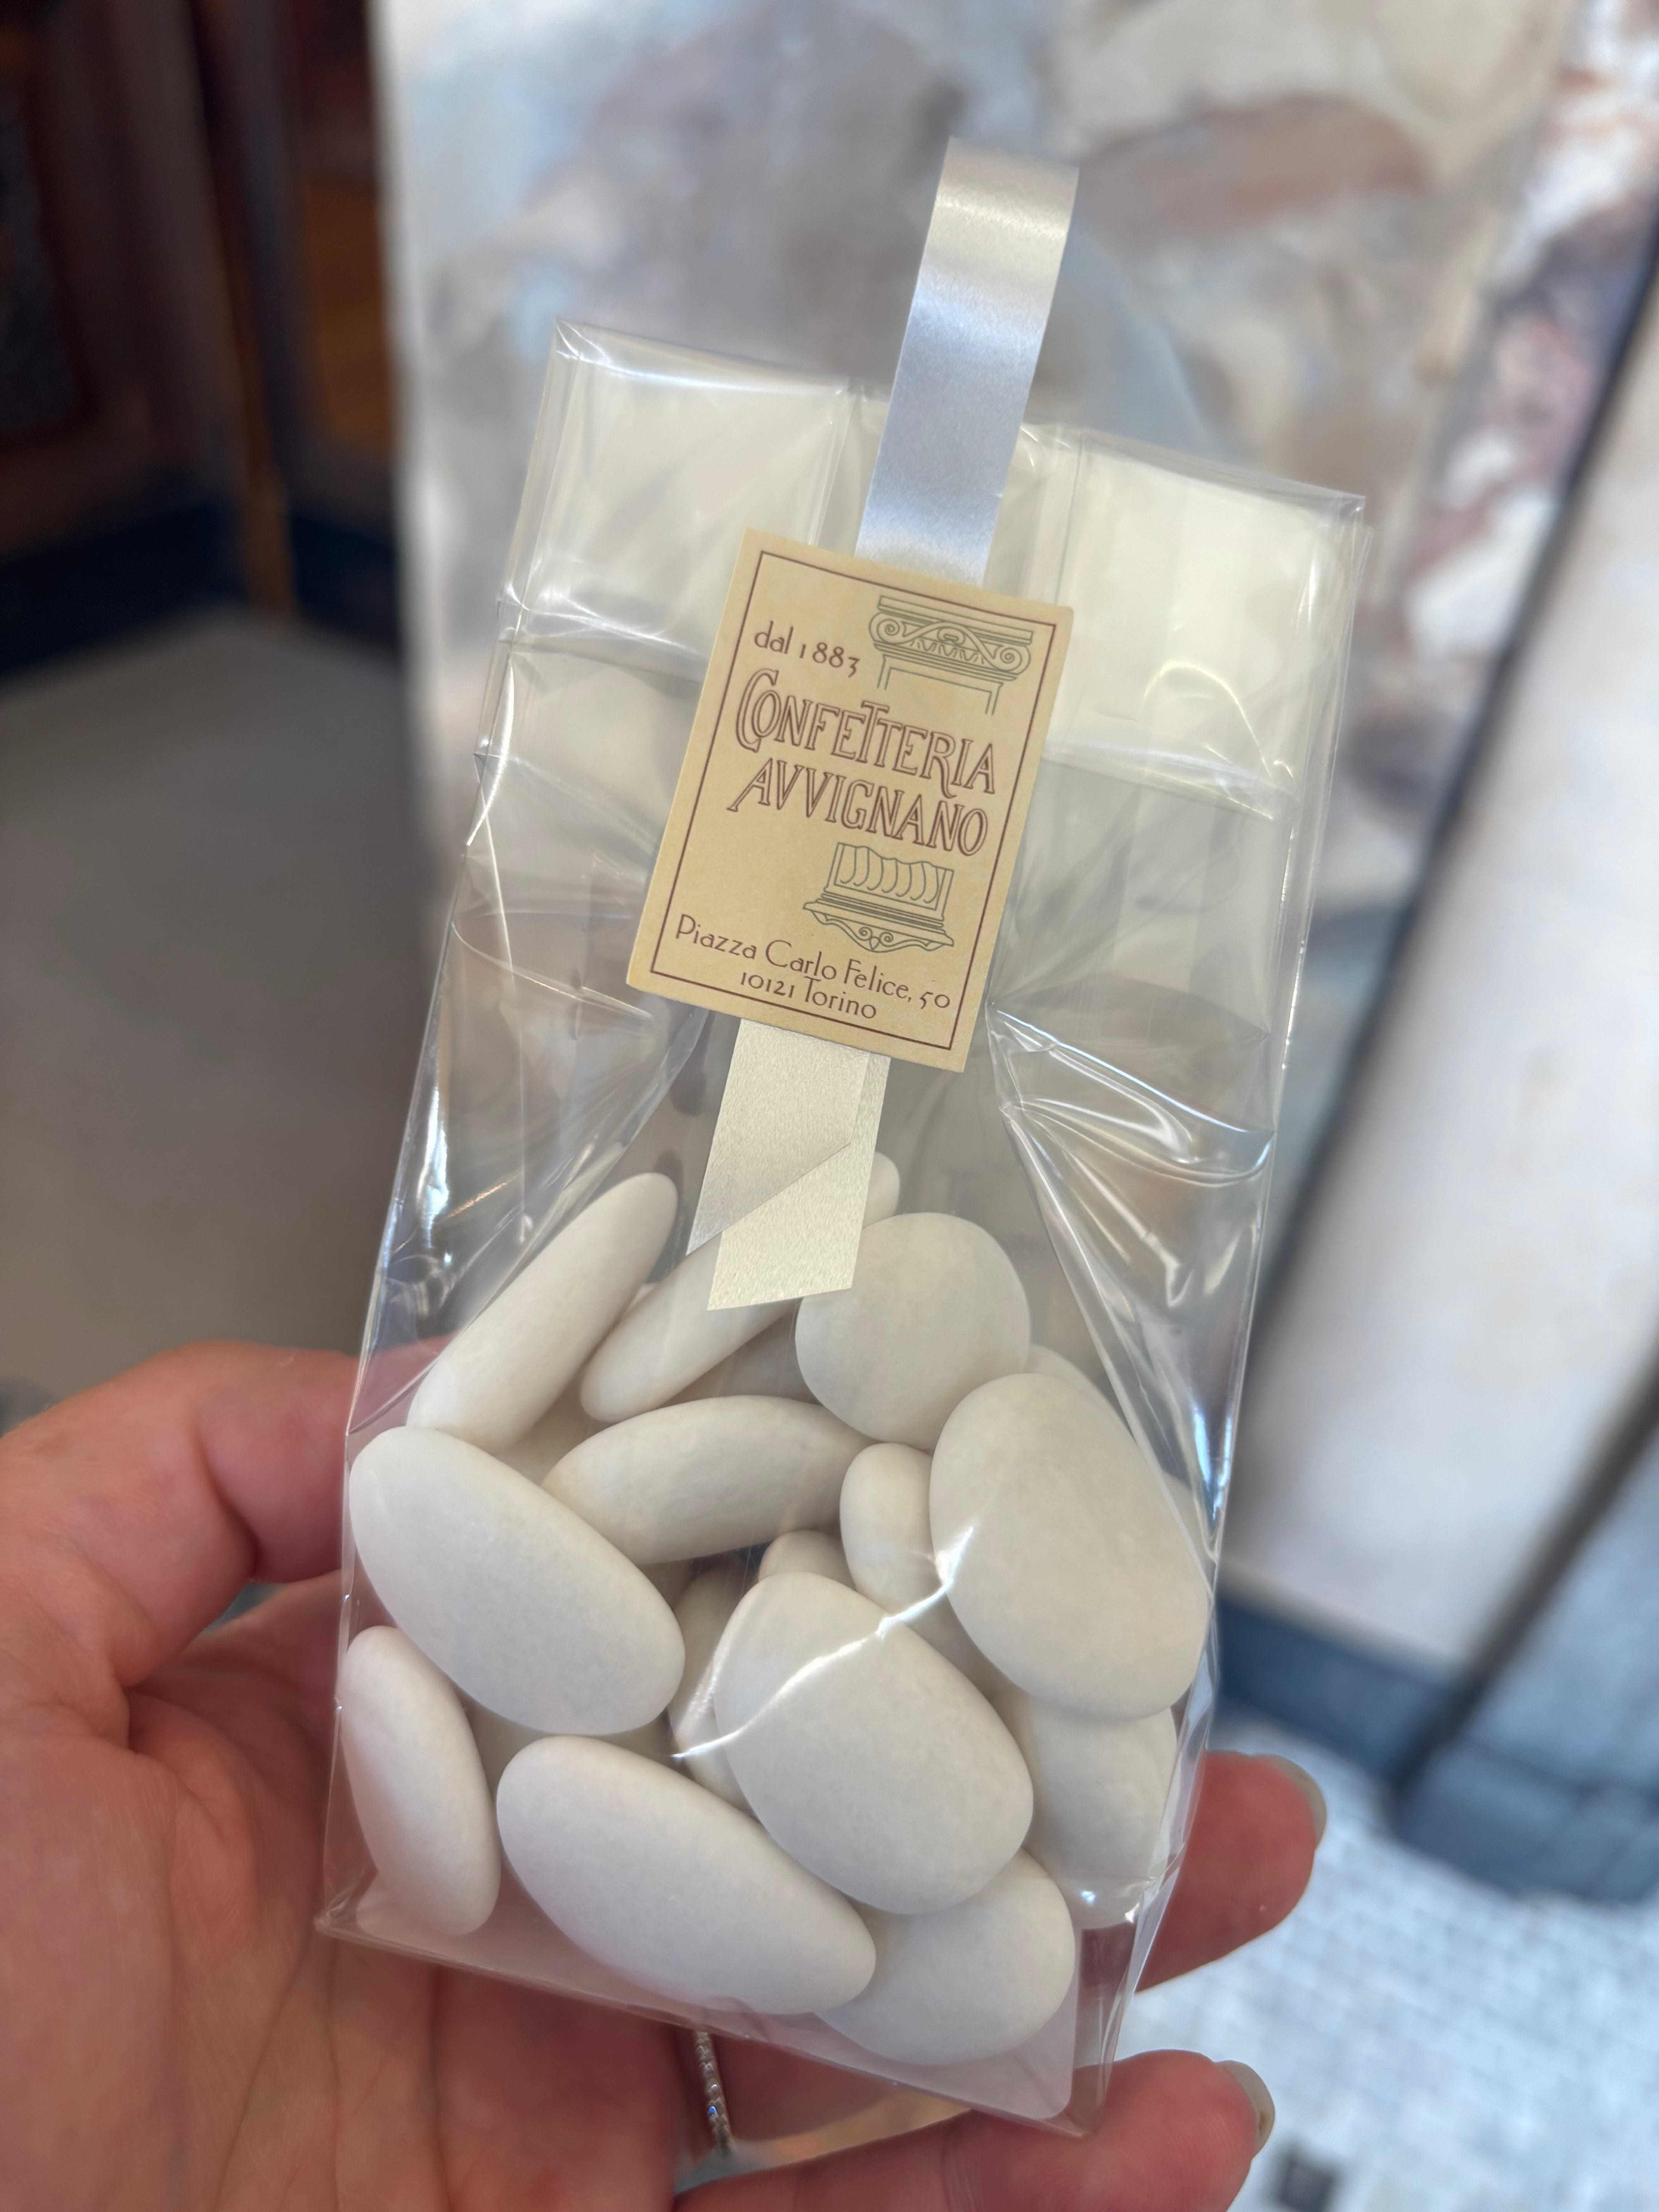 dal 1883
CONFETTERIA
AVVIGNANO
Piazza Carlo Felice, 50
10121 Torino